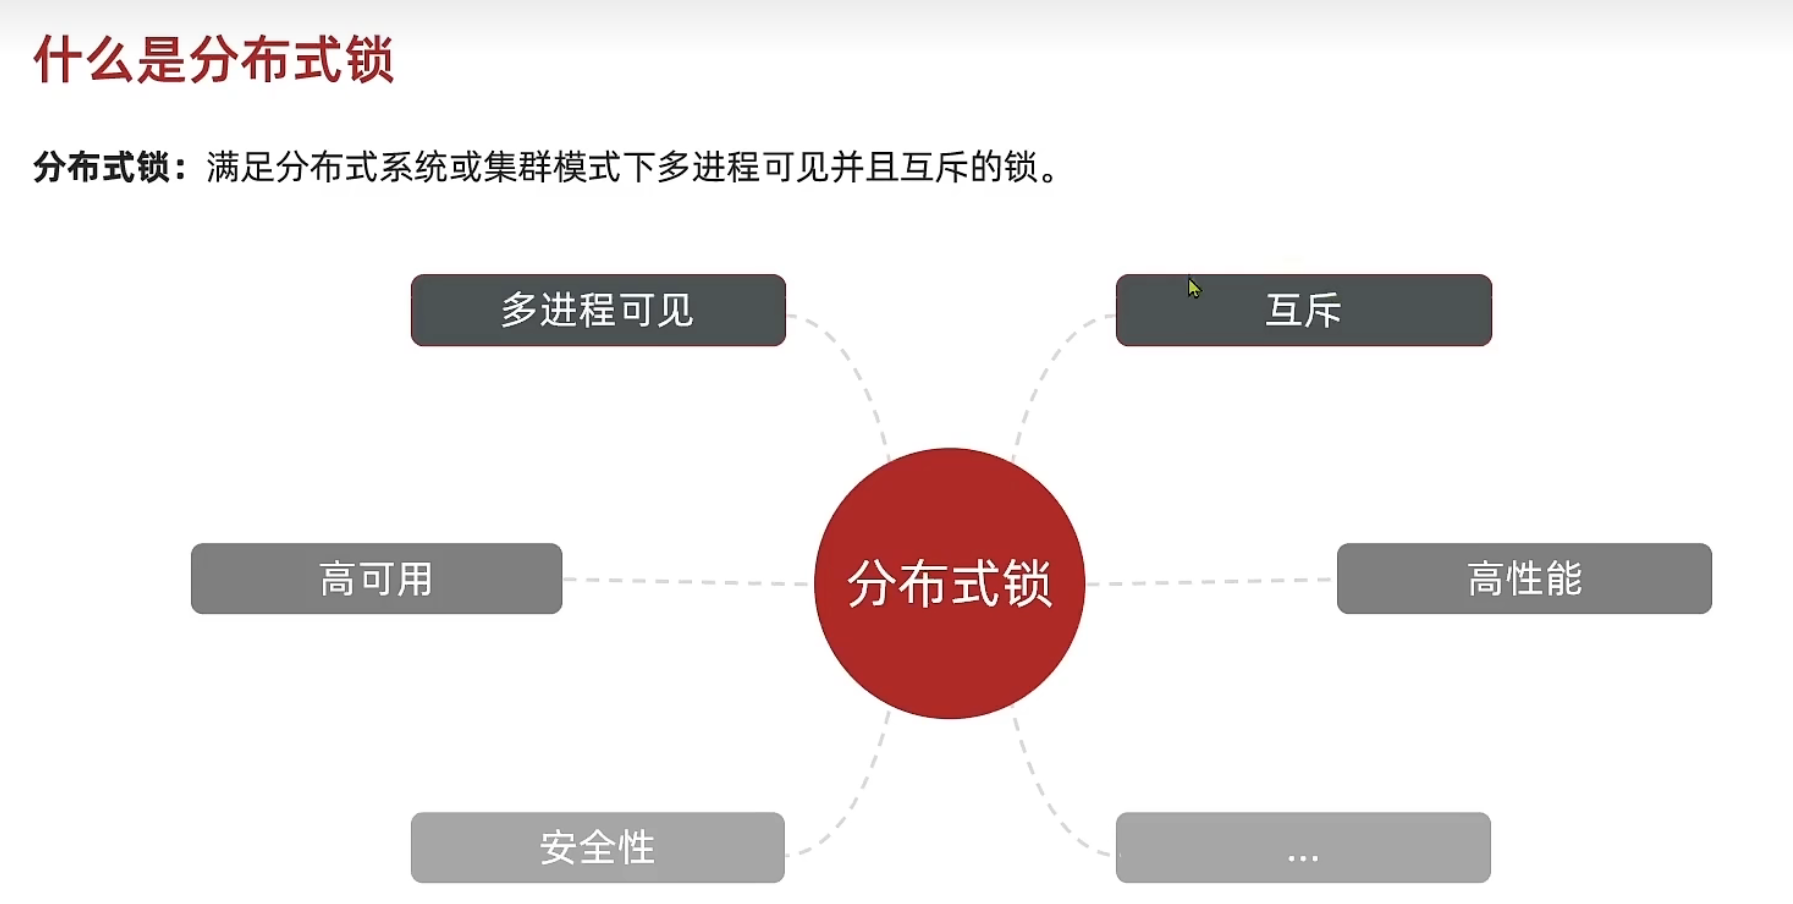 什么是分布式锁
分布式锁：满足分布式系统或集群模式下多进程可见并且互斥的锁。
多进程可见
互斥
高可用
分布式锁
高性能
安全性
...